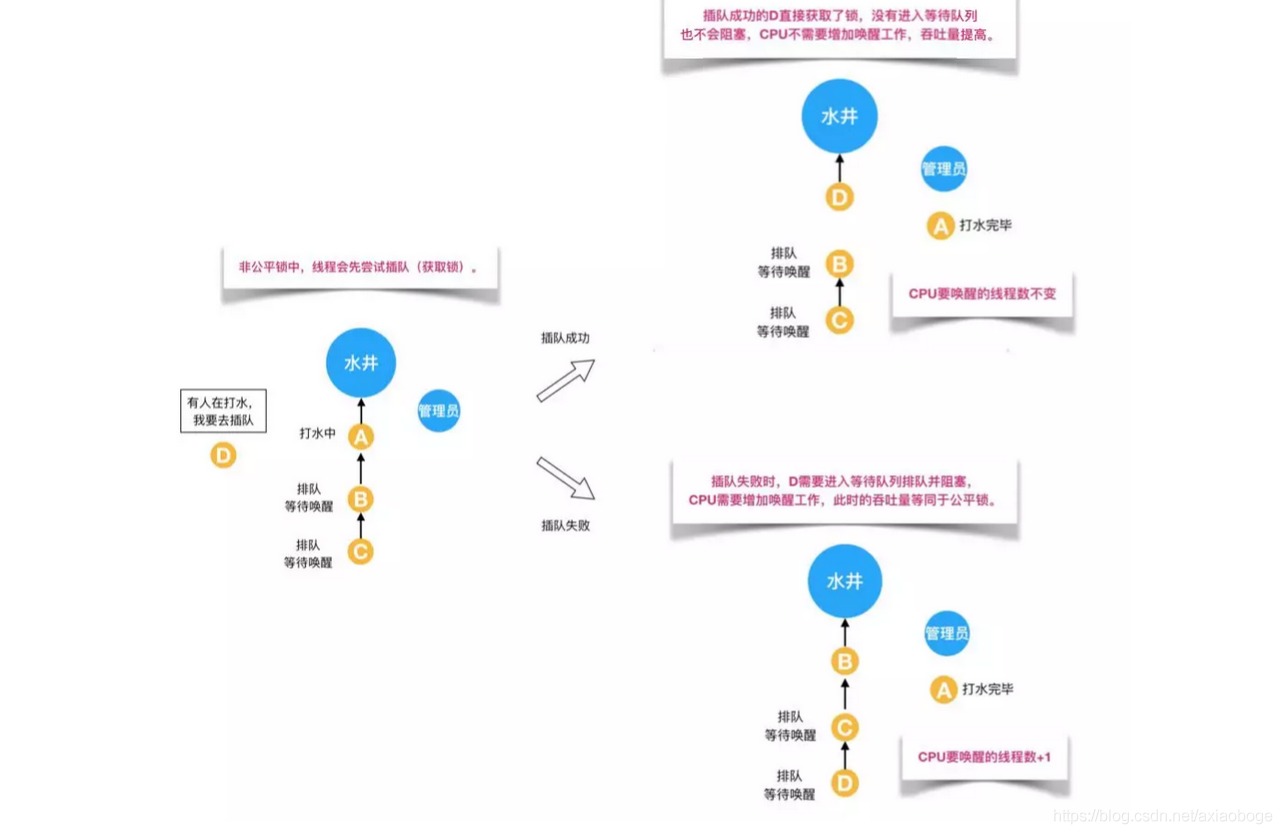 非公平锁中，线程会先尝试插队（获取锁）。
水井
有人在打水，
我要去插队
管理员
D
打水中
A
排队
等待唤醒
B
排队
等待唤醒
C
插队成功
插队失败
插队成功的D直接获取了锁，没有进入等待队列
也不会阻塞，CPU不需要增加唤醒工作，吞吐量提高。
水井
管理员
D
A
打水完毕
排队
等待唤醒
B
CPU要唤醒的线程数不变
排队
等待唤醒
C
插队失败时，D需要进入等待队列排队并阻塞，
CPU需要增加唤醒工作，此时的吞吐量等同于公平锁。
水井
管理员
B
A
打水完毕
排队
等待唤醒
C
CPU要唤醒的线程数+1
排队
等待唤醒
D
https://blog.csdn.net/axiaoboge